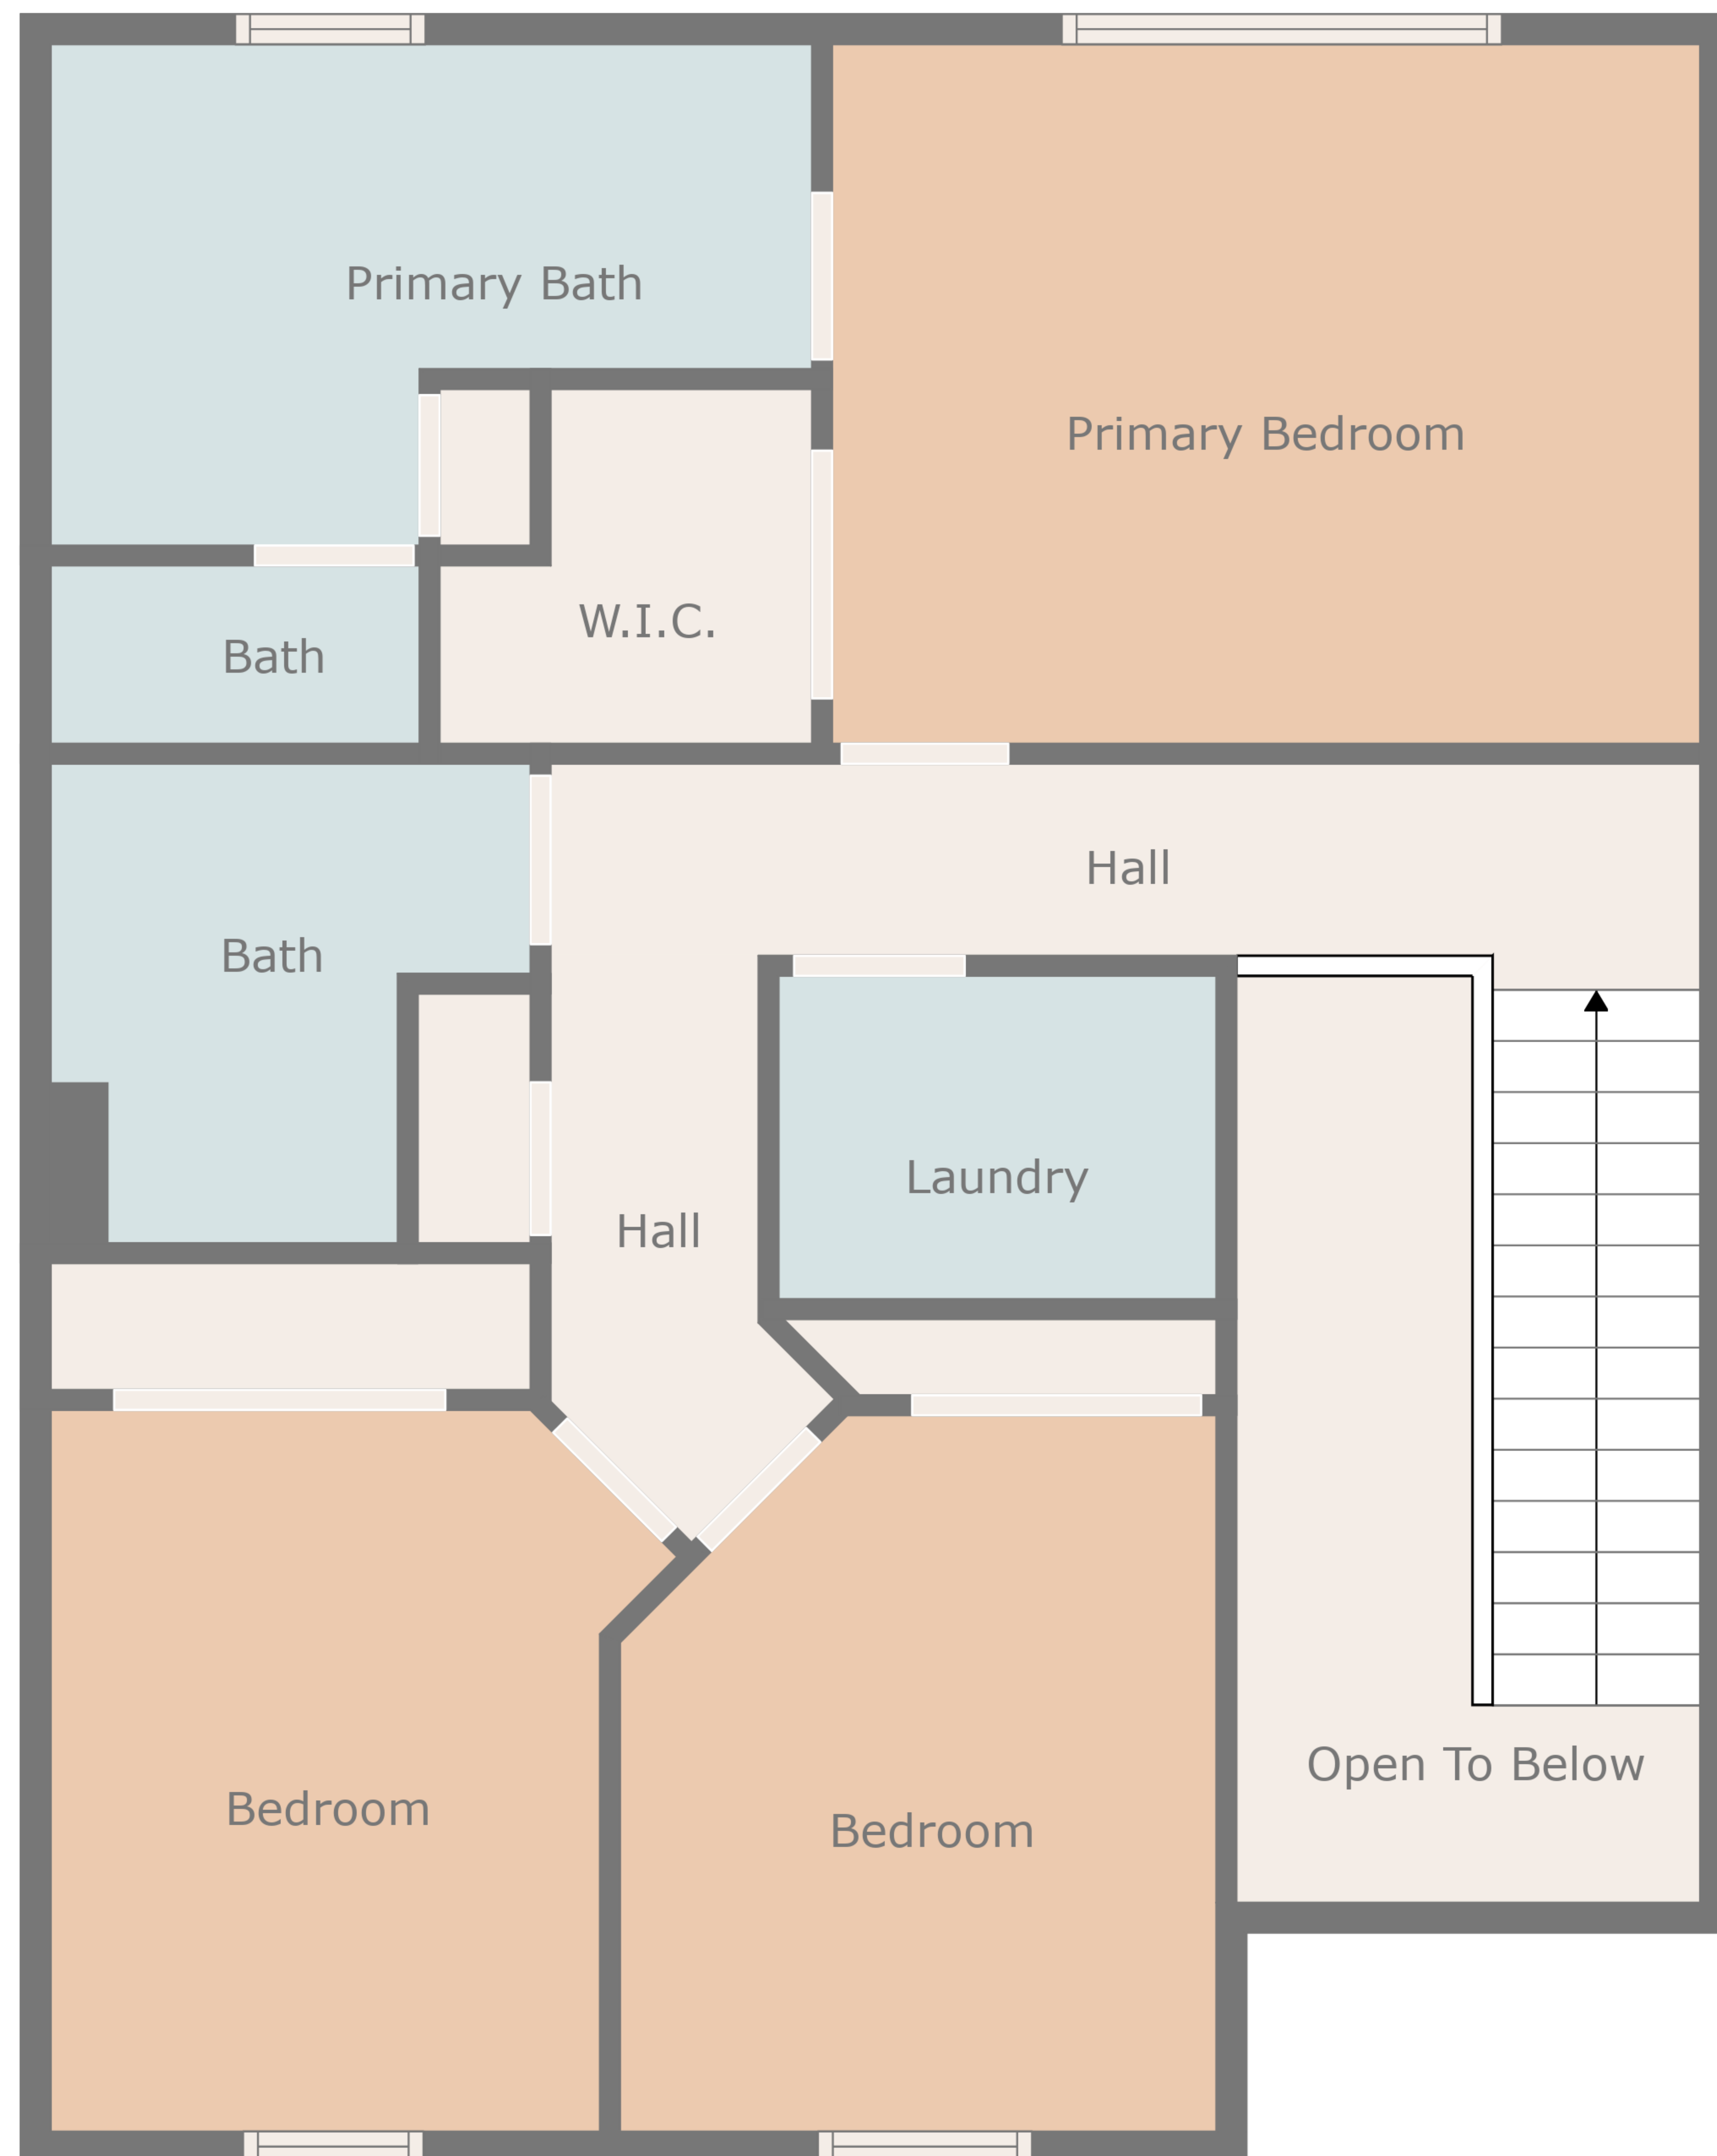 Primary Bath
Primary Bedroom
W.I.C.
Bath
Hall
Bath
Laundry
Hall
Open To Below
Bedroom
Bedroom